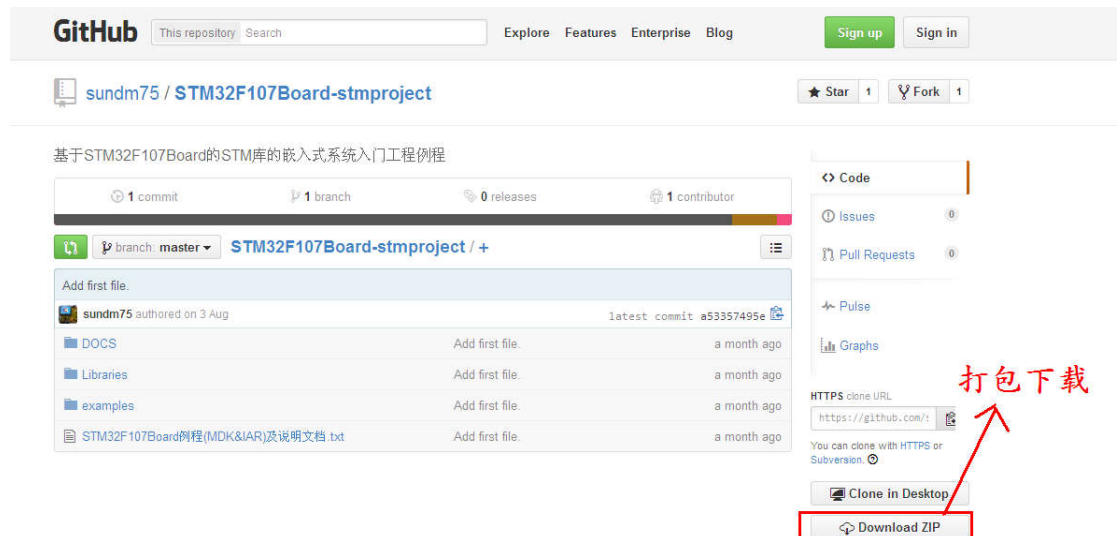 GitHub This repository Search Explore Features Enterprise Blog Sign up Sign in
sundm75 / STM32F107Board-stmproject Star 1 Fork 1
基于STM32F107Board的STM库的嵌入式系统入门工程例程
1 commit 1 branch 0 releases 1 contributor
branch: master STM32F107Board-stmproject / +
Add first file.
sundm75 authored on 3 Aug latest commit a53357495e
DOCS Add first file. a month ago
Libraries Add first file. a month ago
examples Add first file. a month ago
STM32F107Board例程(MDK&IAR)及说明文档.txt Add first file. a month ago
Code
Issues 0
Pull Requests 0
Pulse
Graphs
打包下载
HTTPS clone URL
https://github.com/s
You can clone with HTTPS or
Subversion.
Clone in Desktop
Download ZIP